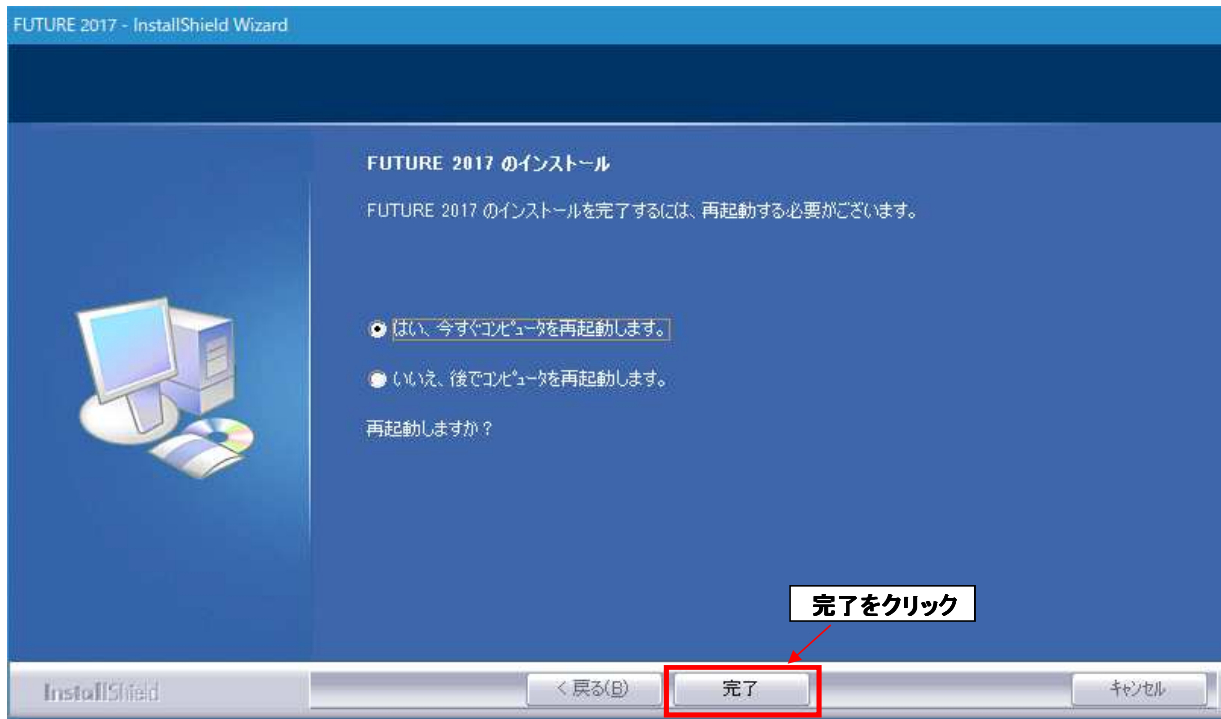 FUTURE 2017 - InstallShield Wizard
FUTURE 2017 のインストール
FUTURE 2017 のインストールを完了するには、再起動する必要がございます。
はい、今すぐｺﾝﾋﾟｭｰﾀを再起動します。
いいえ、後でｺﾝﾋﾟｭｰﾀを再起動します。
再起動しますか？
完了をクリック
InstallShield
< 戻る(B)
完了
ｷｬﾝｾﾙ